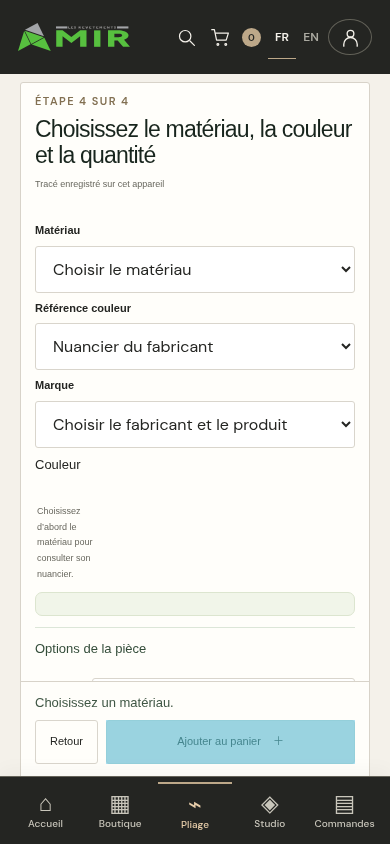 LES REVÊTEMENTS
MIR
0
FR
EN
ÉTAPE 4 SUR 4
Choisissez le matériau, la couleur
et la quantité
Tracé enregistré sur cet appareil
Matériau
Choisir le matériau
Référence couleur
Nuancier du fabricant
Marque
Choisir le fabricant et le produit
Couleur
Choisissez
d'abord le
matériau pour
consulter son
nuancier.
Options de la pièce
Choisissez un matériau.
Retour
Ajouter au panier +
Accueil
Boutique
Pliage
Studio
Commandes